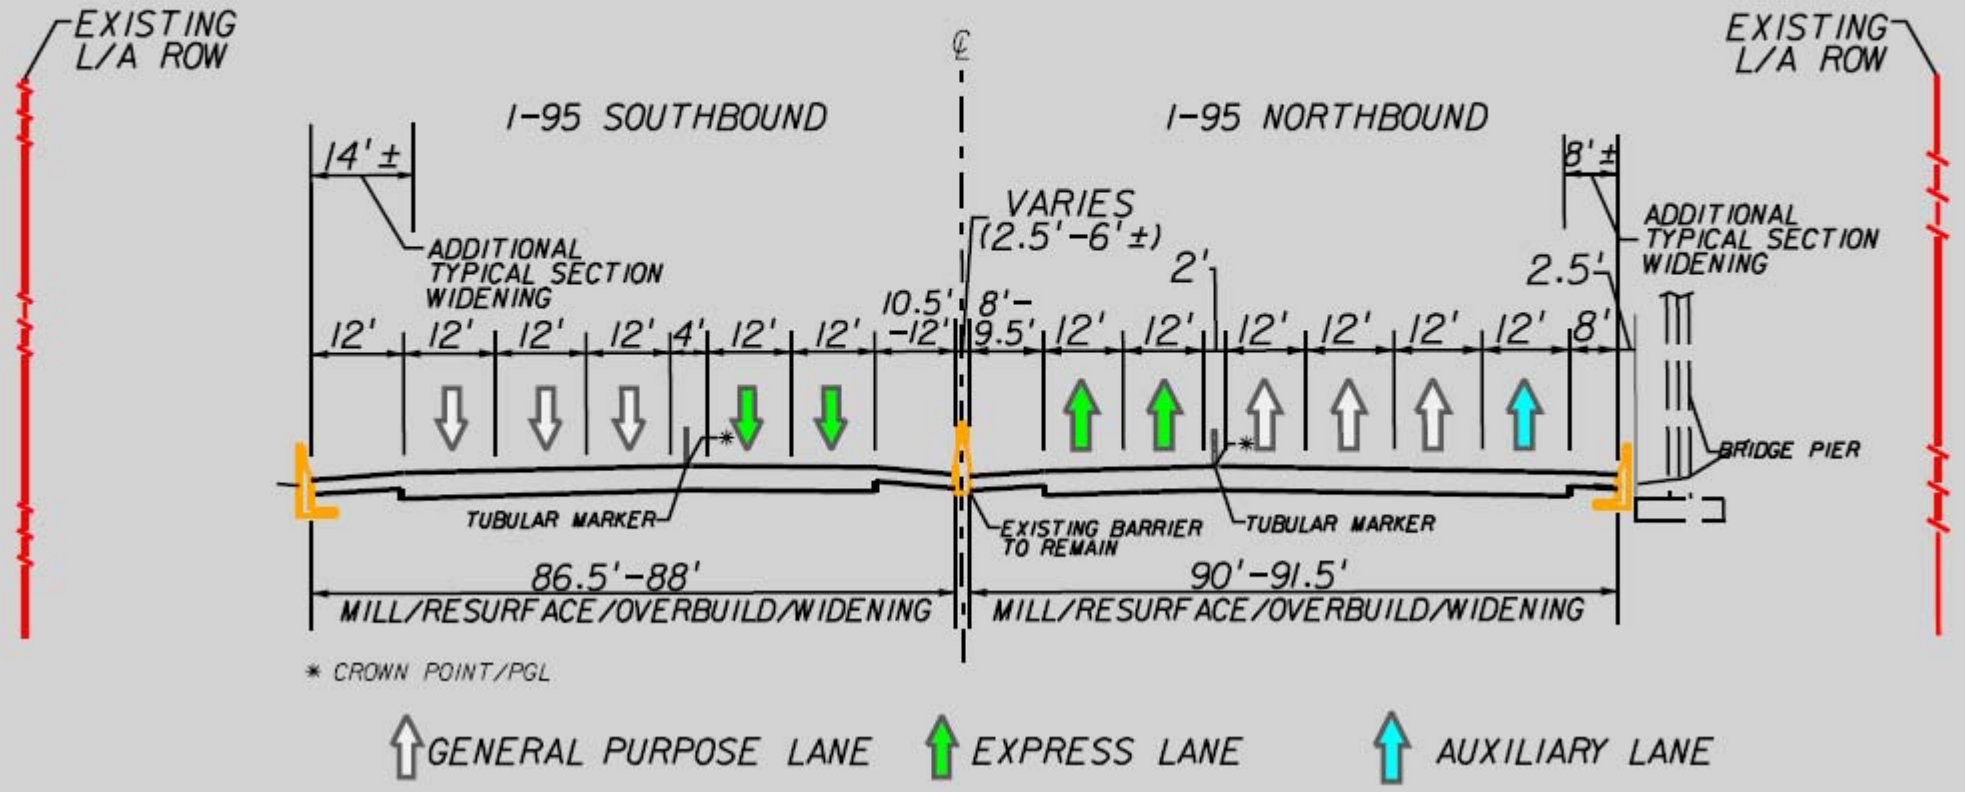 EXISTING
L/A ROW
℄
EXISTING
L/A ROW
I-95 SOUTHBOUND
I-95 NORTHBOUND
14'±
8'±
VARIES
(2.5'-6'±)
ADDITIONAL
TYPICAL SECTION
WIDENING
ADDITIONAL
TYPICAL SECTION
WIDENING
2'
2.5'
12' 12' 12' 12' 4' 12' 12' 10.5'
-12'
8'-
9.5' 12' 12' 12' 12' 12' 12' 8'
*
*
BRIDGE PIER
TUBULAR MARKER
EXISTING BARRIER
TO REMAIN
TUBULAR MARKER
86.5'-88'
MILL/RESURFACE/OVERBUILD/WIDENING
90'-91.5'
MILL/RESURFACE/OVERBUILD/WIDENING
* CROWN POINT/PGL
GENERAL PURPOSE LANE
EXPRESS LANE
AUXILIARY LANE